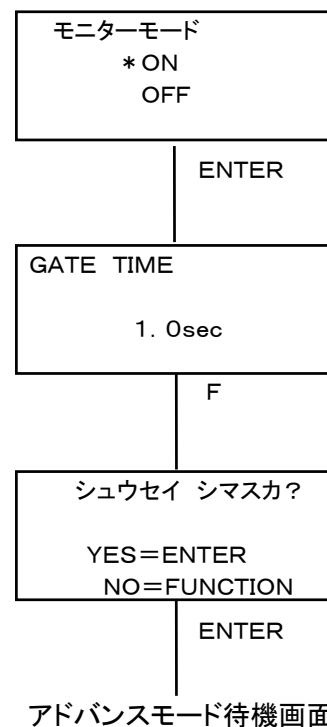 モニターモード
＊ON
OFF
ENTER
GATE TIME
1．0sec
F
シュウセイ シマスカ？
YES＝ENTER
NO＝FUNCTION
ENTER
アドバンスモード待機画面